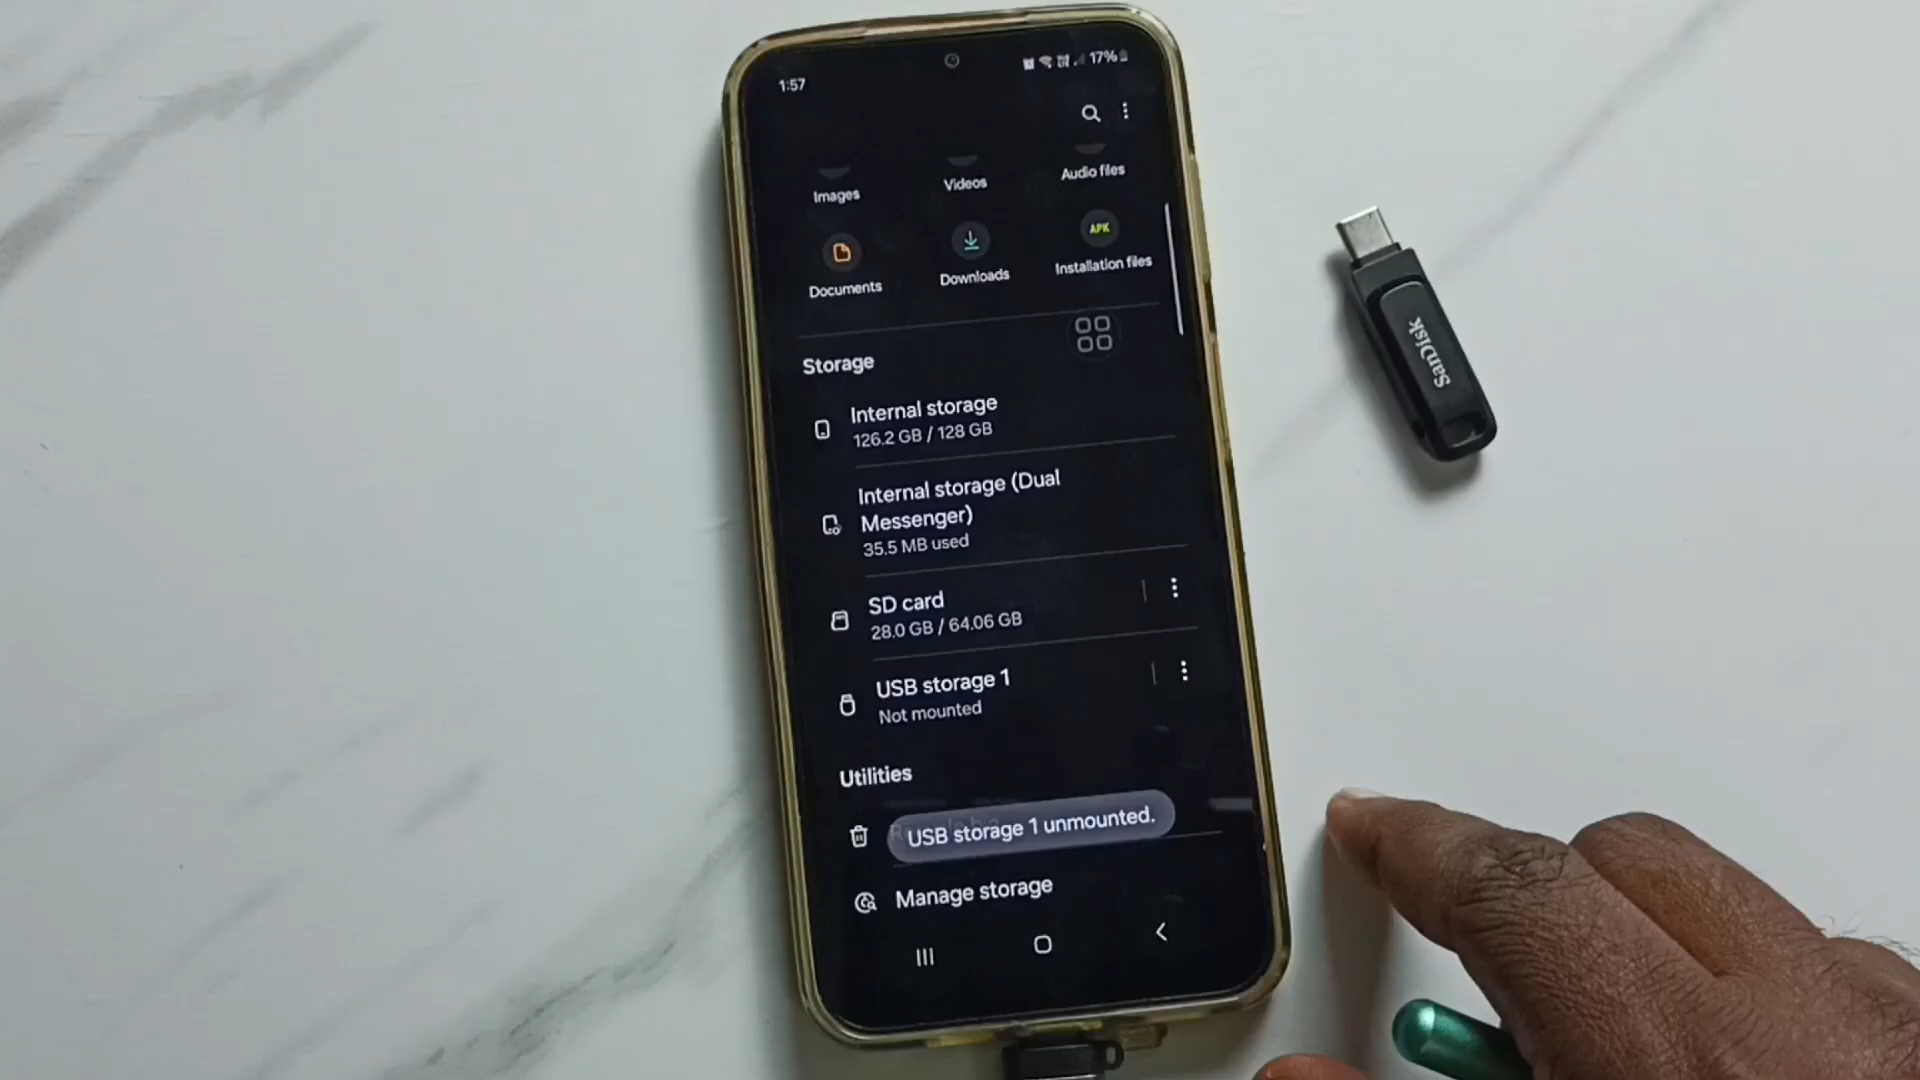 1:57
17%
Images
Videos
Audio files
APK
Documents
Downloads
Installation files
Storage
Internal storage
126.2 GB / 128 GB
Internal storage (Dual
Messenger)
35.5 MB used
SD card
28.0 GB / 64.06 GB
USB storage 1
Not mounted
Utilities
USB storage 1 unmounted.
Manage storage
SanDisk